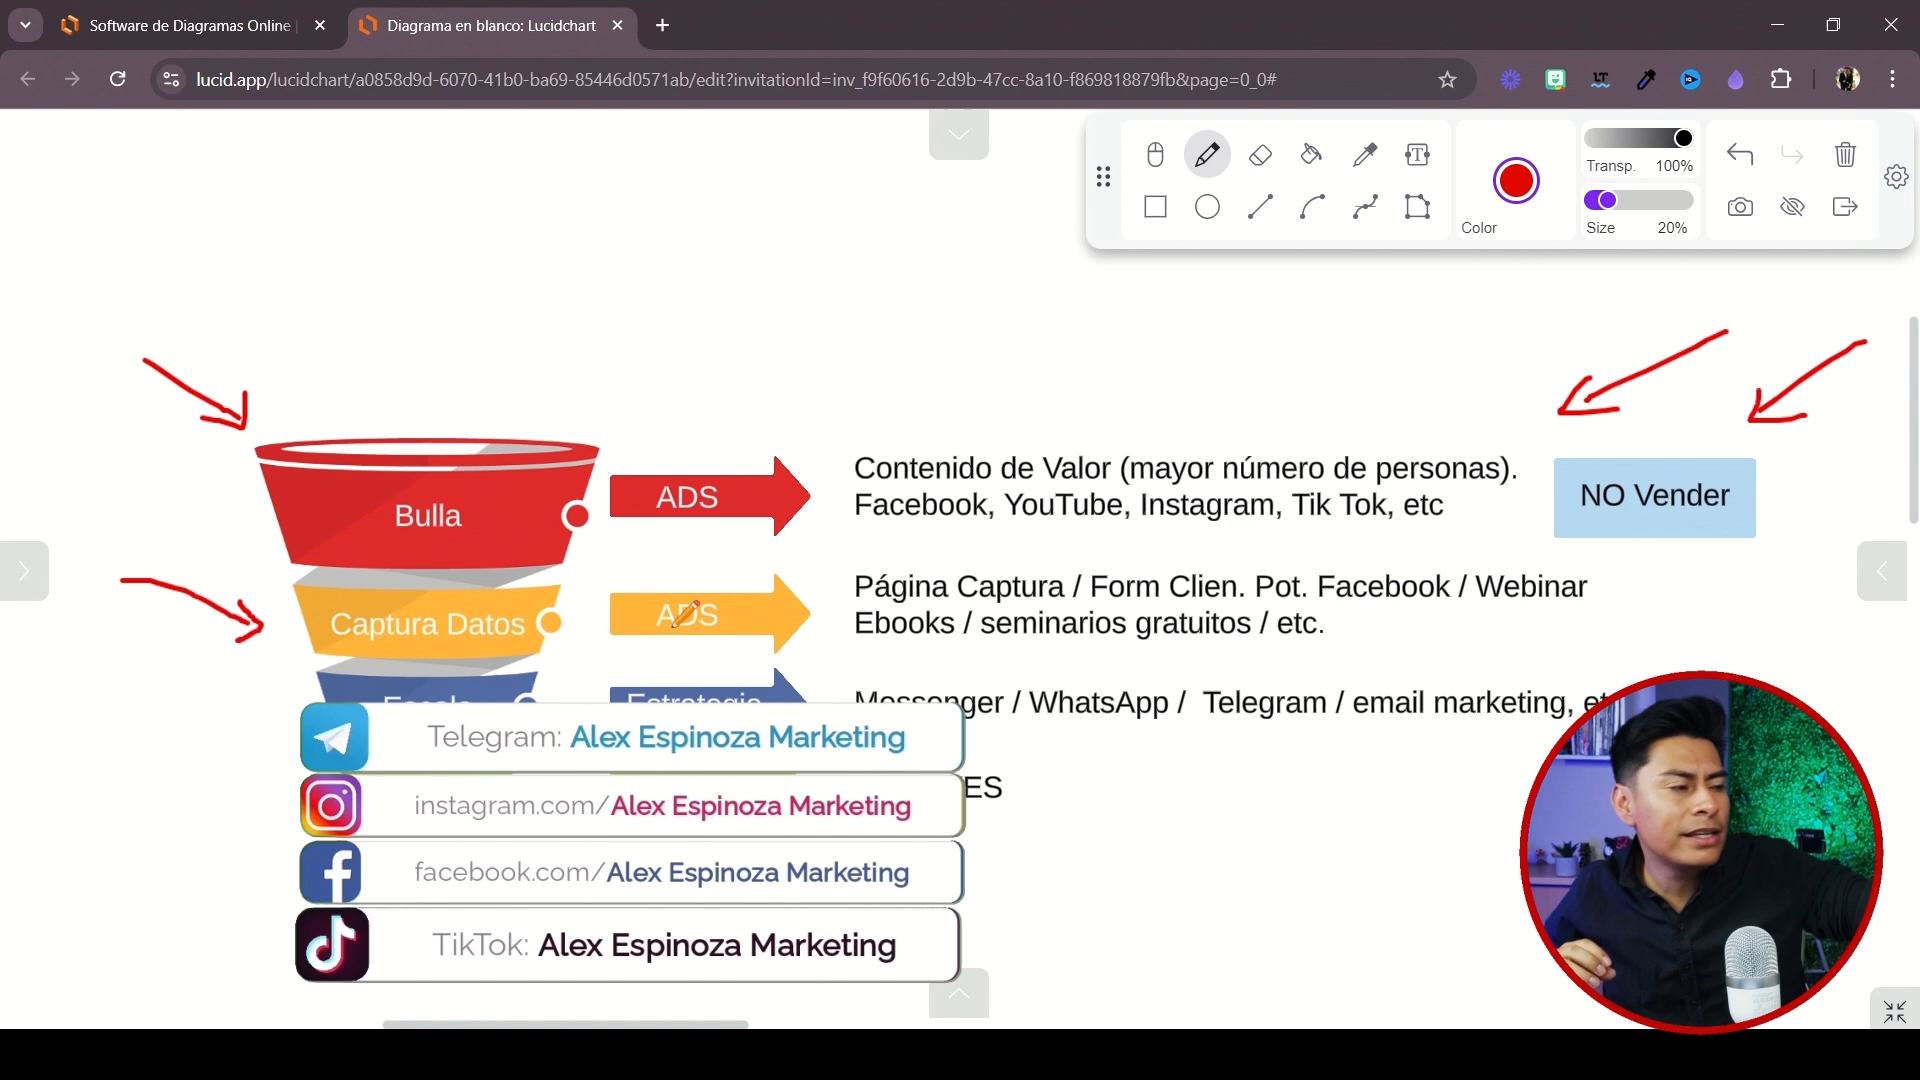 Software de Diagramas Online |
Diagrama en blanco: Lucidchart
lucid.app/lucidchart/a0858d9d-6070-41b0-ba69-85446d0571ab/edit?invitationId=inv_f9f60616-2d9b-47cc-8a10-f869818879fb&page=0_0#
Transp. 100%
Color
Size 20%
Bulla
ADS
Contenido de Valor (mayor número de personas).
Facebook, YouTube, Instagram, Tik Tok, etc
NO Vender
Captura Datos
ADS
Página Captura / Form Clien. Pot. Facebook / Webinar
Ebooks / seminarios gratuitos / etc.
Estrategia
Messenger / WhatsApp / Telegram / email marketing,
Telegram: Alex Espinoza Marketing
ES
instagram.com/Alex Espinoza Marketing
facebook.com/Alex Espinoza Marketing
TikTok: Alex Espinoza Marketing